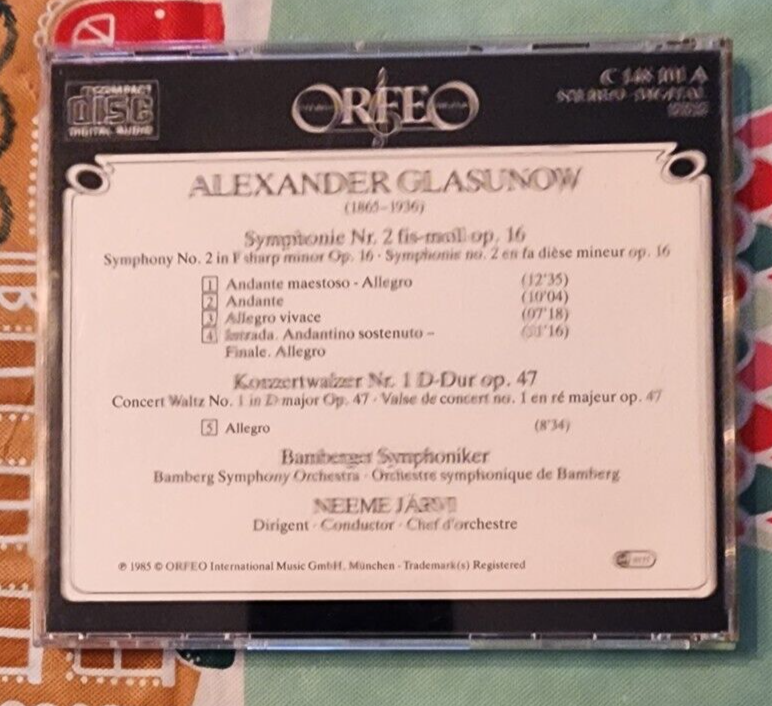 COMPACT
DISC
DIGITAL AUDIO
ORFEO
C 148 101 A
STEREO · DIGITAL
ALEXANDER GLASUNOW
(1865–1936)
Symphonie Nr. 2 fis-moll op. 16
Symphony No. 2 in F sharp minor Op. 16 · Symphonie no. 2 en fa dièse mineur op. 16
1 Andante maestoso - Allegro (12'35)
2 Andante (10'04)
3 Allegro vivace (07'18)
4 Intrada. Andantino sostenuto –
Finale. Allegro
Konzertwalzer Nr. 1 D-Dur op. 47
Concert Waltz No. 1 in D major Op. 47 · Valse de concert no. 1 en ré majeur op. 47
5 Allegro (8'34)
Bamberger Symphoniker
Bamberg Symphony Orchestra · Orchestre symphonique de Bamberg
NEEME JÄRVI
Dirigent · Conductor · Chef d'orchestre
℗ 1985 © ORFEO International Music GmbH, München · Trademark(s) Registered